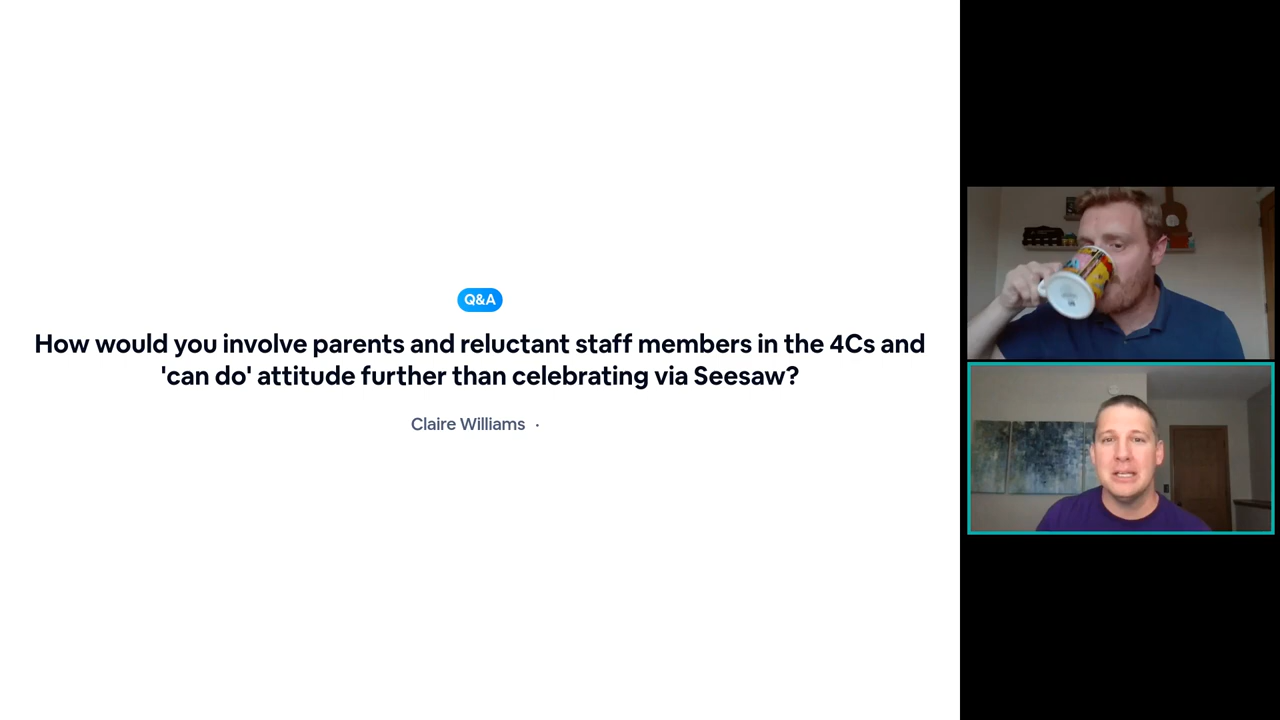 Q&A
How would you involve parents and reluctant staff members in the 4Cs and
'can do' attitude further than celebrating via Seesaw?
Claire Williams ·